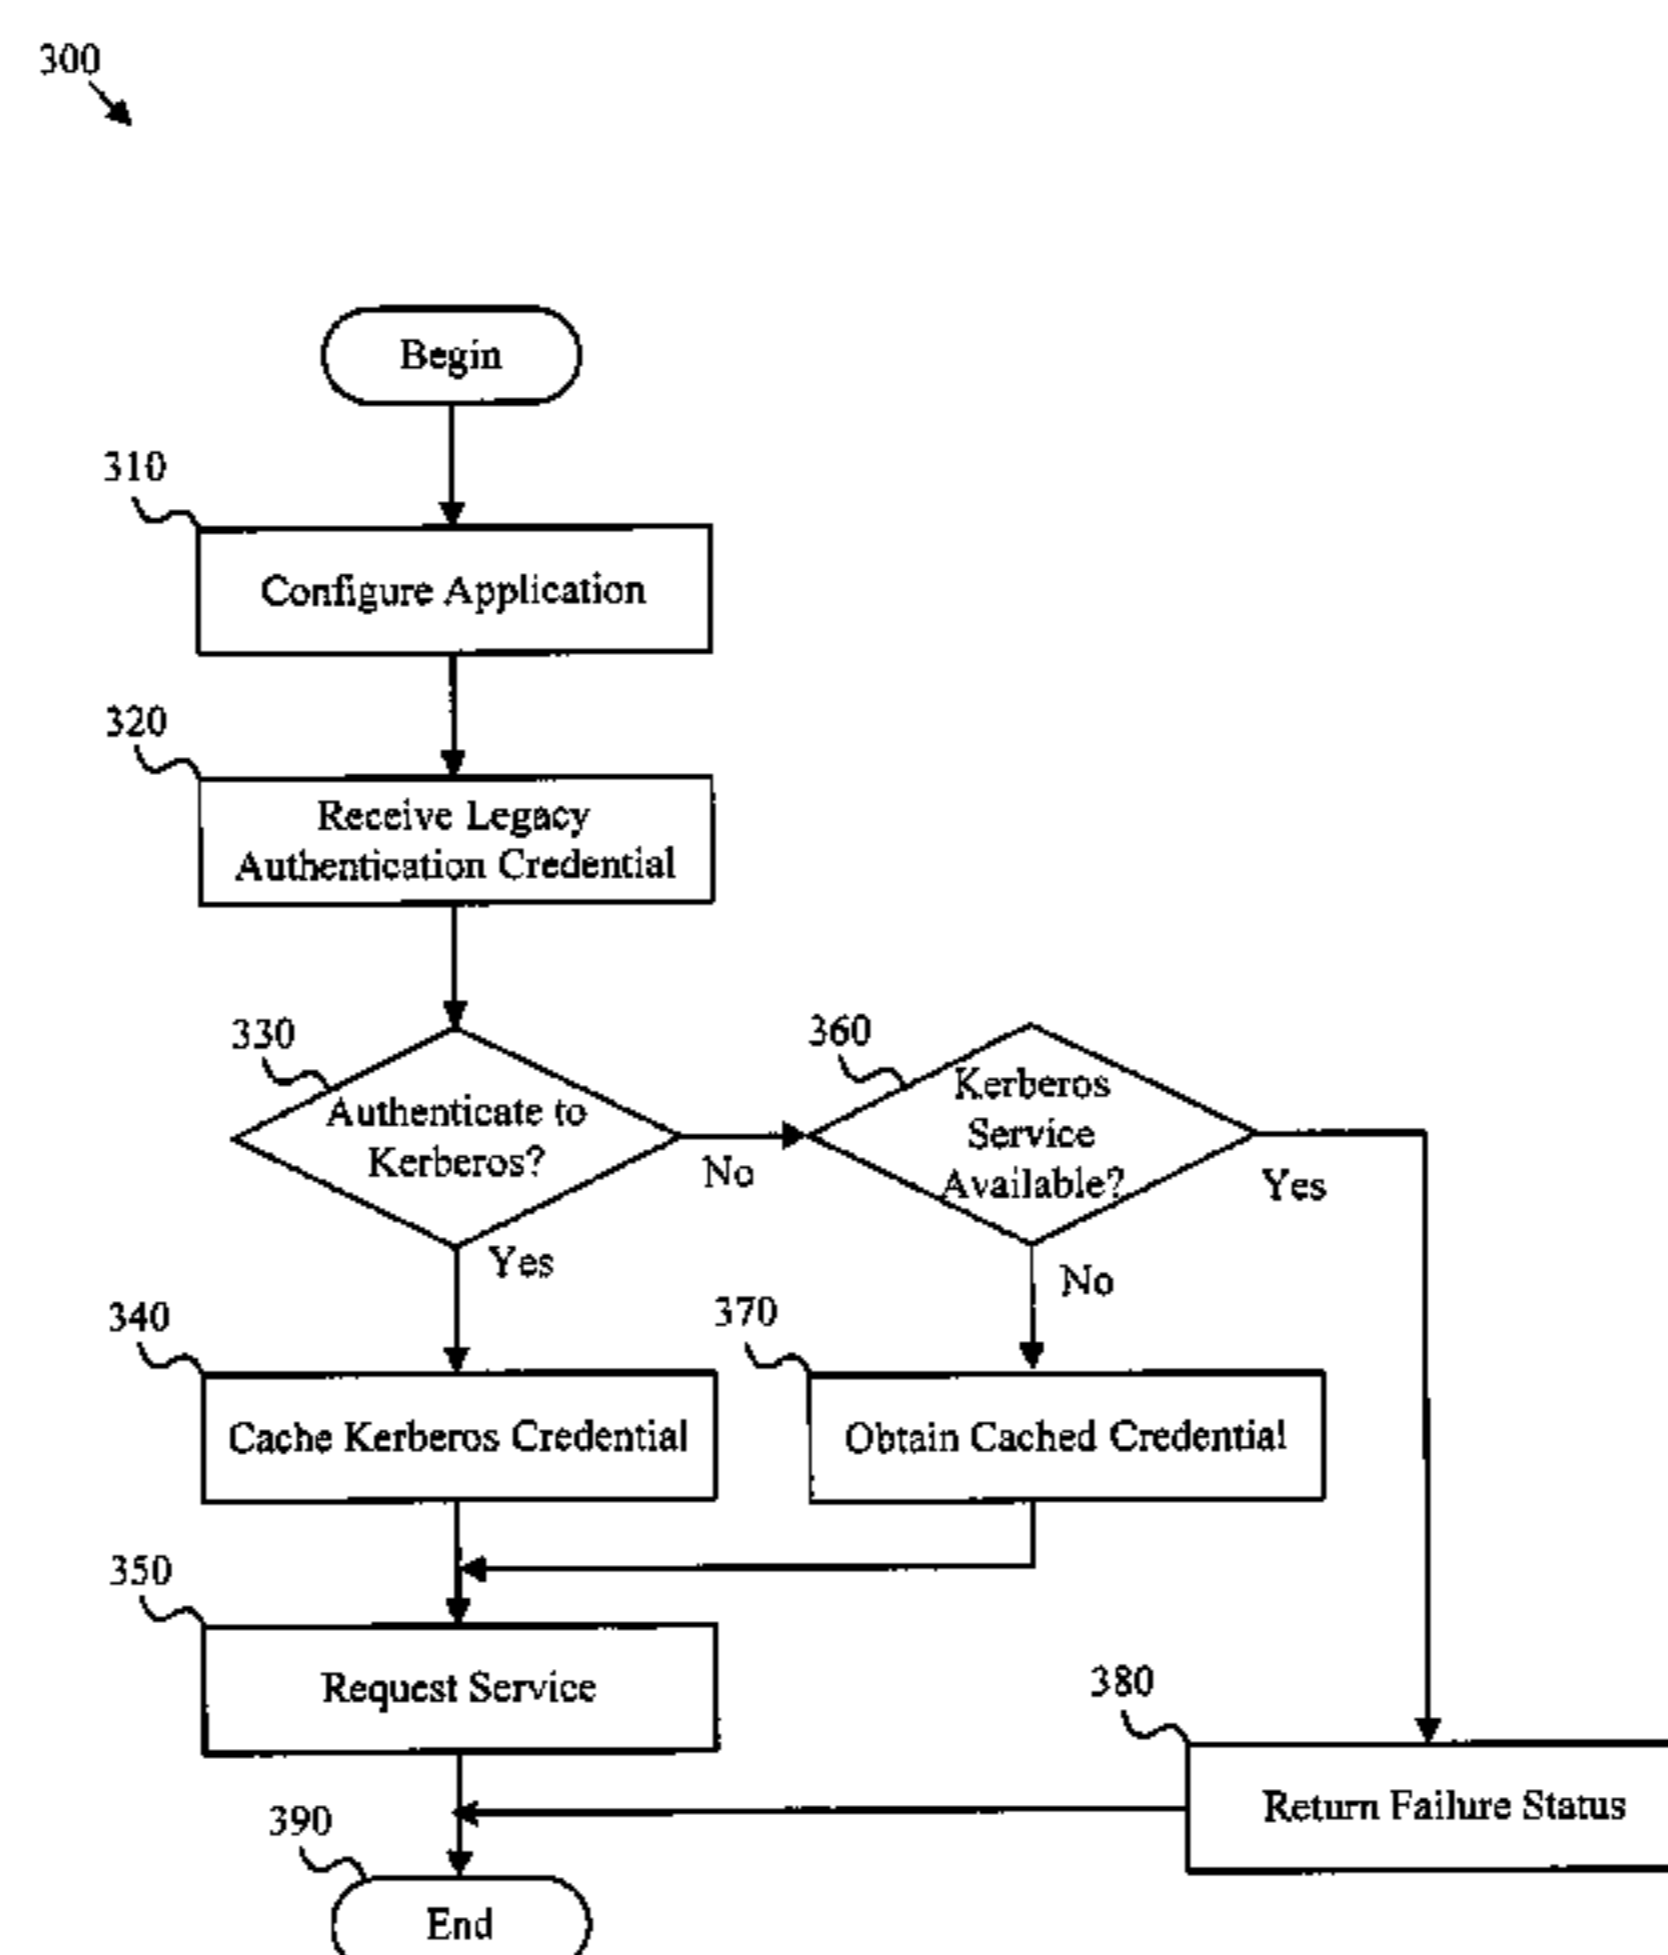 300
Begin
310
Configure Application
320
Receive Legacy
Authentication Credential
330
Authenticate to
Kerberos?
No
Yes
360
Kerberos
Service
Available?
Yes
No
340
Cache Kerberos Credential
370
Obtain Cached Credential
350
Request Service
380
Return Failure Status
390
End